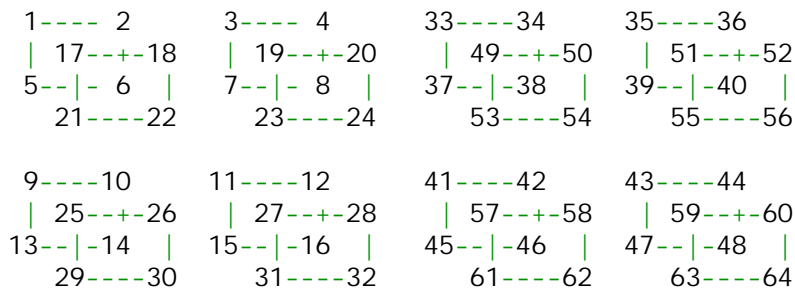 1---- 2 3---- 4 33----34 35----36
| 17--+-18 | 19--+-20 | 49--+-50 | 51--+-52
5--|- 6 | 7--|- 8 | 37--|-38 | 39--|-40 |
21----22 23----24 53----54 55----56
9----10 11----12 41----42 43----44
| 25--+-26 | 27--+-28 | 57--+-58 | 59--+-60
13--|-14 | 15--|-16 | 45--|-46 | 47--|-48 |
29----30 31----32 61----62 63----64